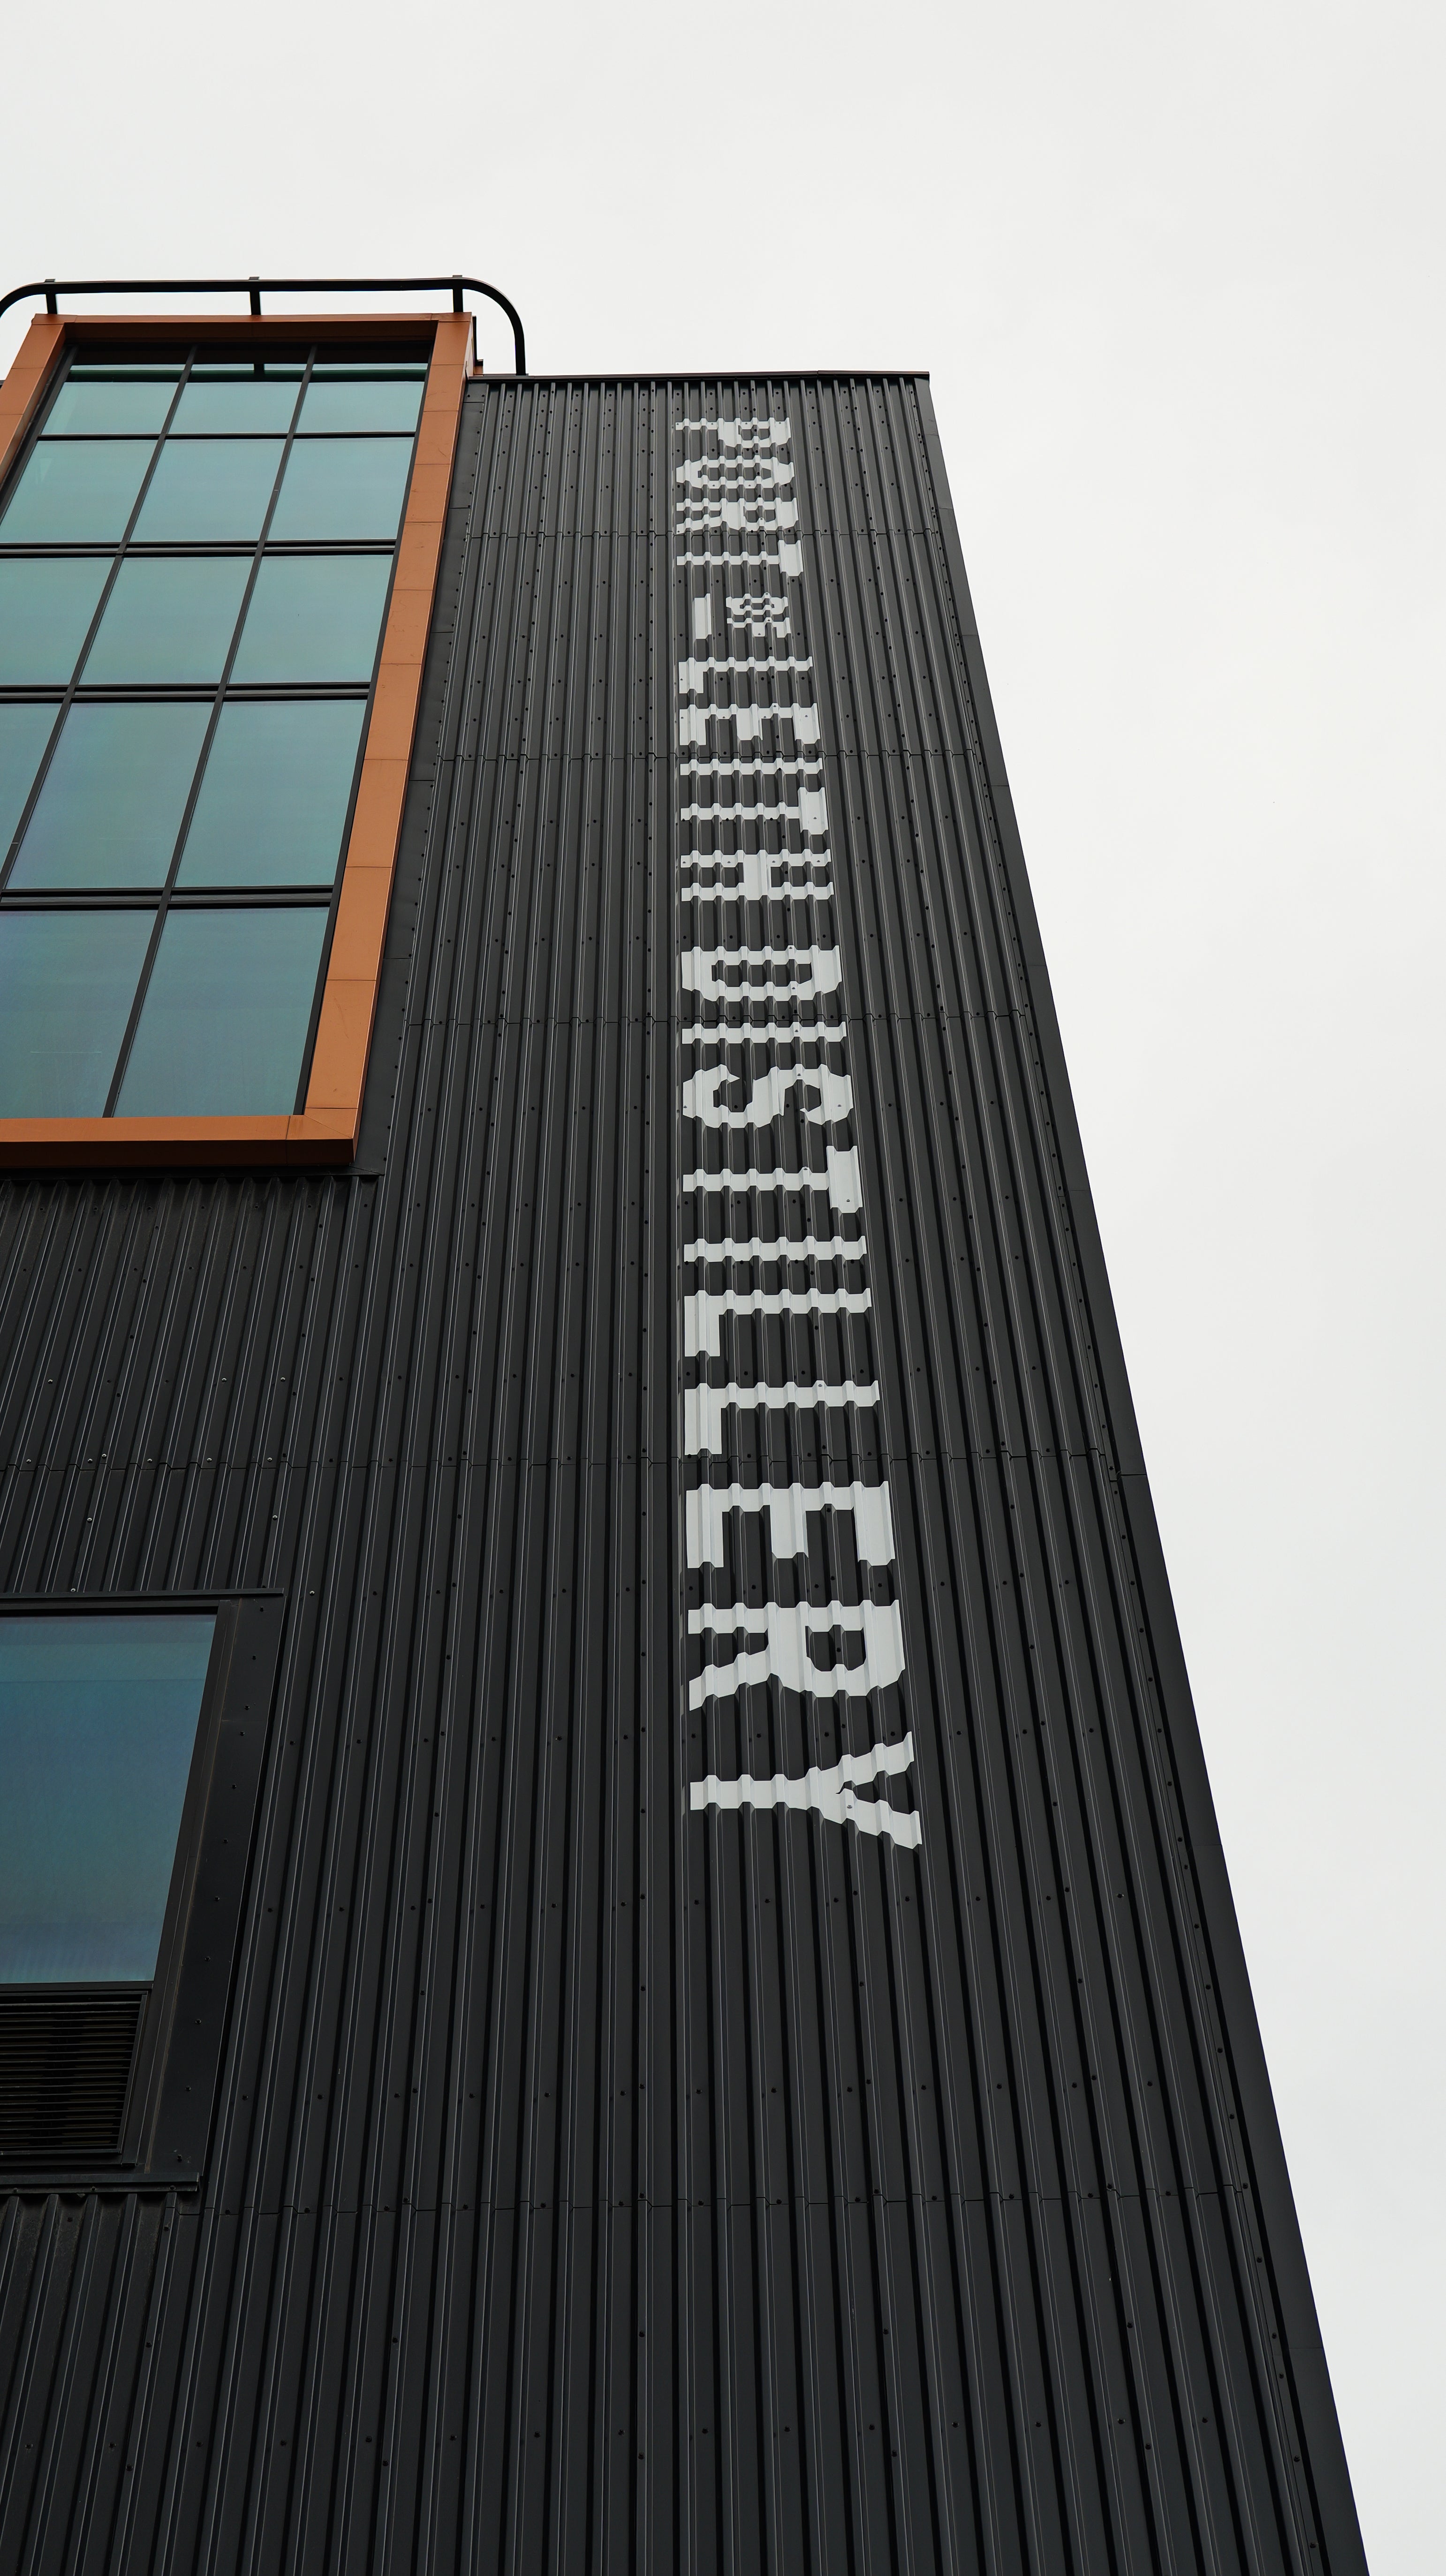 PORT OF LEITH DISTILLERY